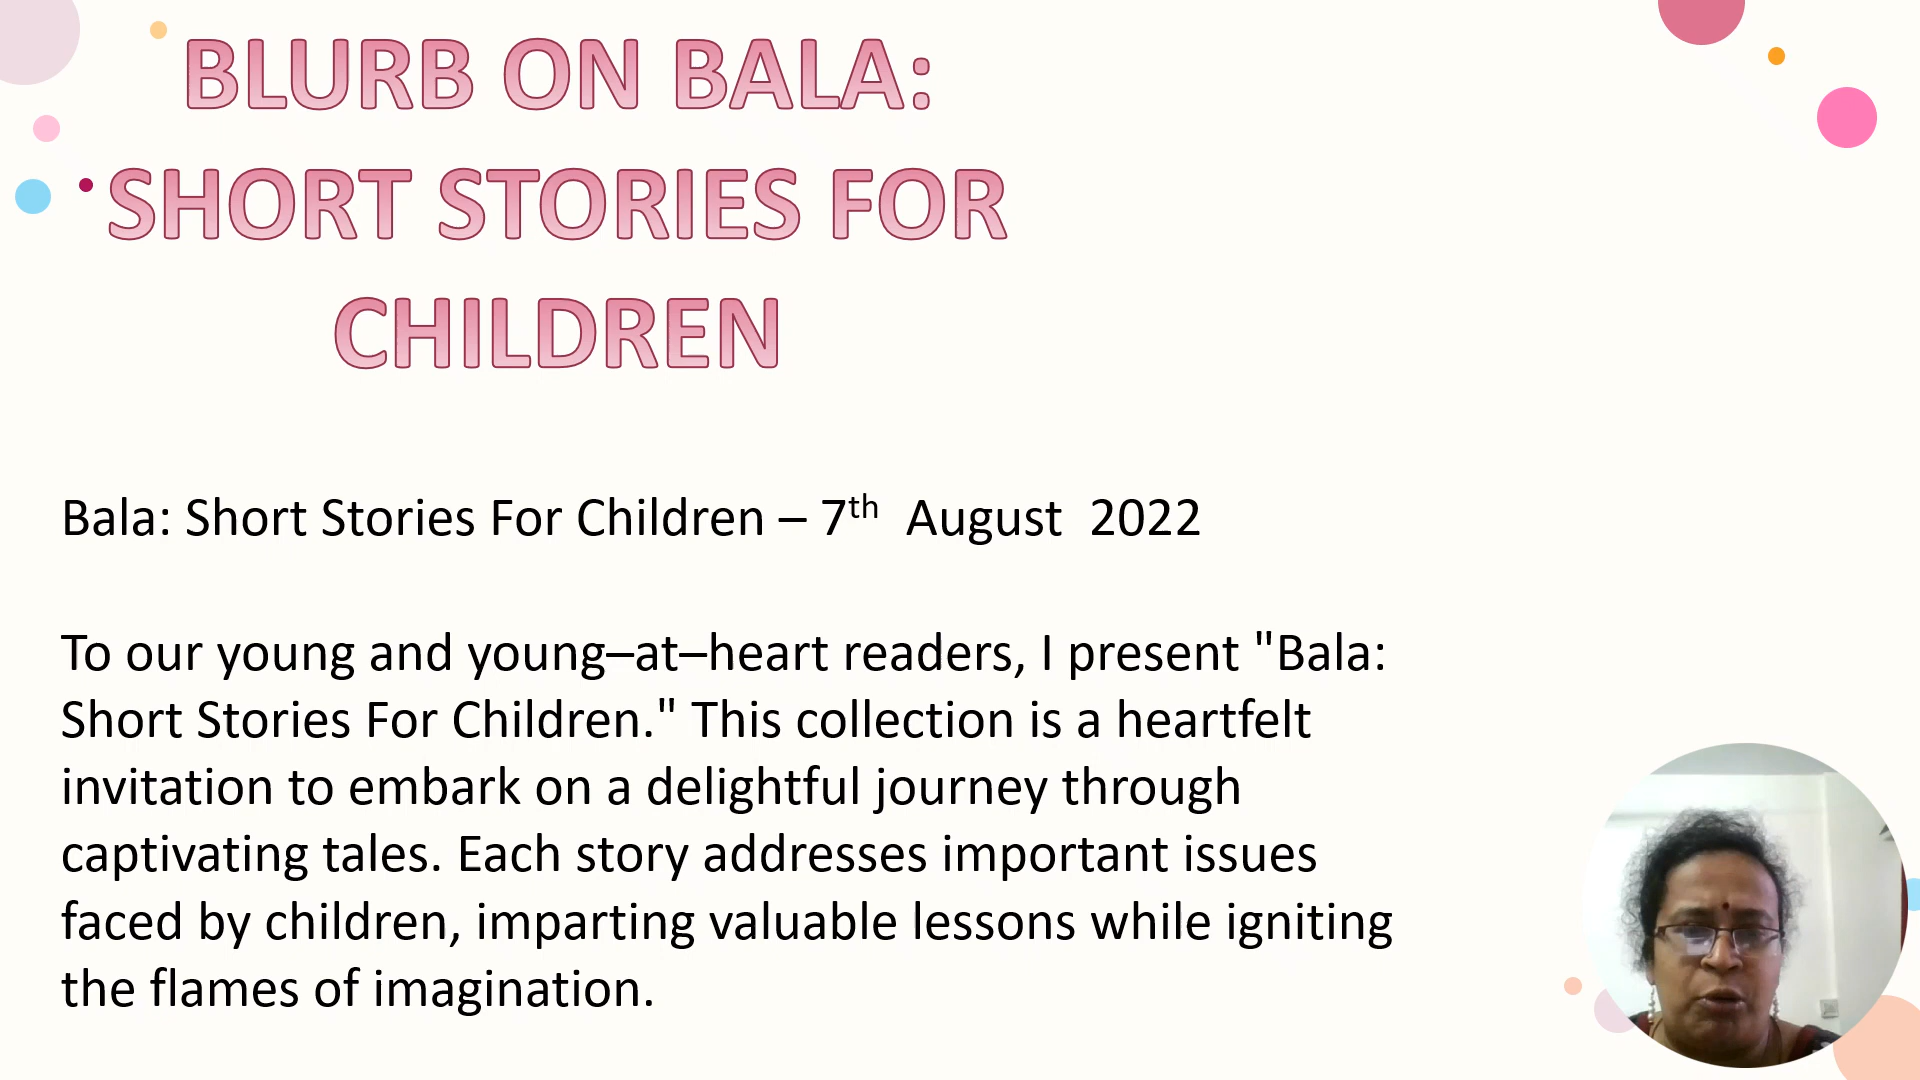 BLURB ON BALA:
SHORT STORIES FOR
CHILDREN
Bala: Short Stories For Children – 7th August 2022
To our young and young–at–heart readers, I present "Bala:
Short Stories For Children." This collection is a heartfelt
invitation to embark on a delightful journey through
captivating tales. Each story addresses important issues
faced by children, imparting valuable lessons while igniting
the flames of imagination.